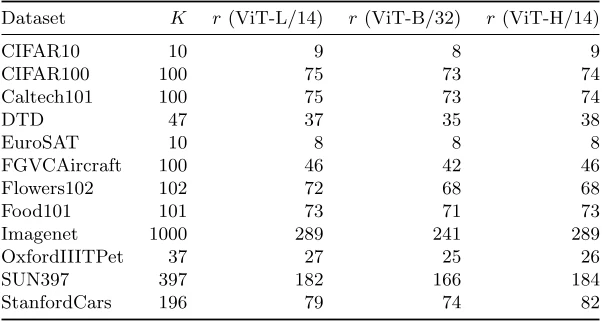 Dataset K r (ViT-L/14) r (ViT-B/32) r (ViT-H/14)
CIFAR10 10 9 8 9
CIFAR100 100 75 73 74
Caltech101 100 75 73 74
DTD 47 37 35 38
EuroSAT 10 8 8 8
FGVCAircraft 100 46 42 46
Flowers102 102 72 68 68
Food101 101 73 71 73
Imagenet 1000 289 241 289
OxfordIIITPet 37 27 25 26
SUN397 397 182 166 184
StanfordCars 196 79 74 82